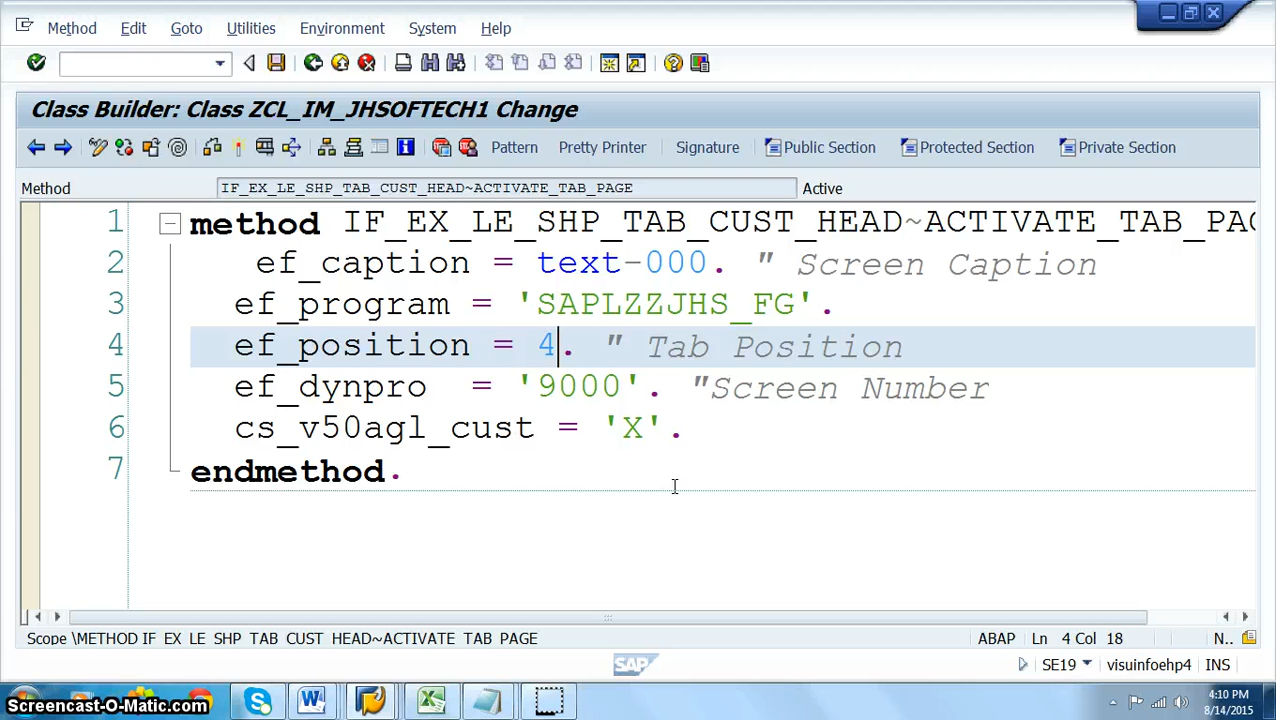 Method Edit Goto Utilities Environment System Help
Class Builder: Class ZCL_IM_JHSOFTECH1 Change
Pattern Pretty Printer Signature Public Section Protected Section Private Section
Method IF_EX_LE_SHP_TAB_CUST_HEAD~ACTIVATE_TAB_PAGE Active
1 method IF_EX_LE_SHP_TAB_CUST_HEAD~ACTIVATE_TAB_PAG
2 ef_caption = text-000. " Screen Caption
3 ef_program = 'SAPLZZJHS_FG'.
4 ef_position = 4. " Tab Position
5 ef_dynpro = '9000'. "Screen Number
6 cs_v50agl_cust = 'X'.
7 endmethod.
Scope \METHOD IF_EX_LE_SHP_TAB_CUST_HEAD~ACTIVATE_TAB_PAGE ABAP Ln 4 Col 18 N..
SAP SE19 visuinfoehp4 INS
Screencast-O-Matic.com
4:10 PM
8/14/2015